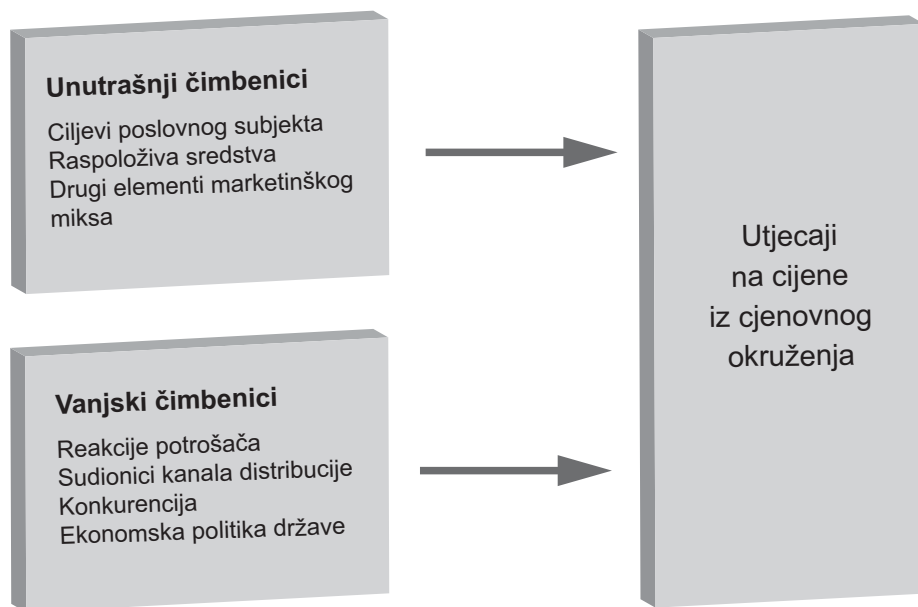 Unutrašnji čimbenici
Ciljevi poslovnog subjekta
Raspoloživa sredstva
Drugi elementi marketinškog
miksa
Vanjski čimbenici
Reakcije potrošača
Sudionici kanala distribucije
Konkurencija
Ekonomska politika države
Utjecaji
na cijene
iz cjenovnog
okruženja